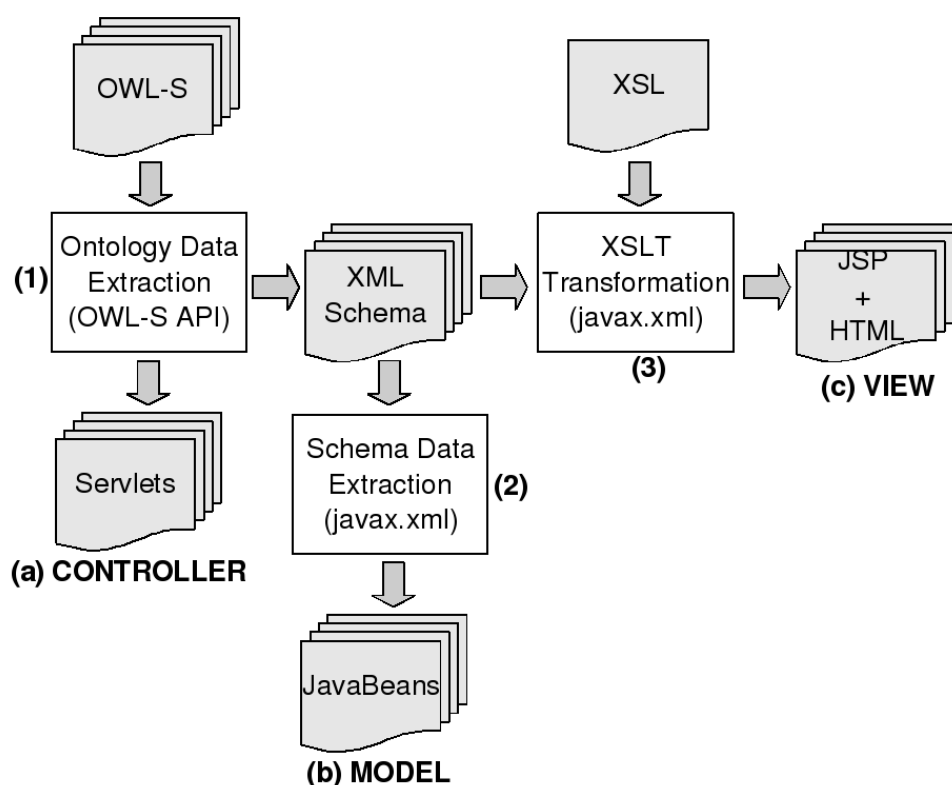 OWL-S
XSL
(1)
Ontology Data
Extraction
(OWL-S API)
XML
Schema
XSLT
Transformation
(javax.xml)
(3)
JSP
+
HTML
(c) VIEW
Servlets
(a) CONTROLLER
Schema Data
Extraction
(javax.xml)
(2)
JavaBeans
(b) MODEL